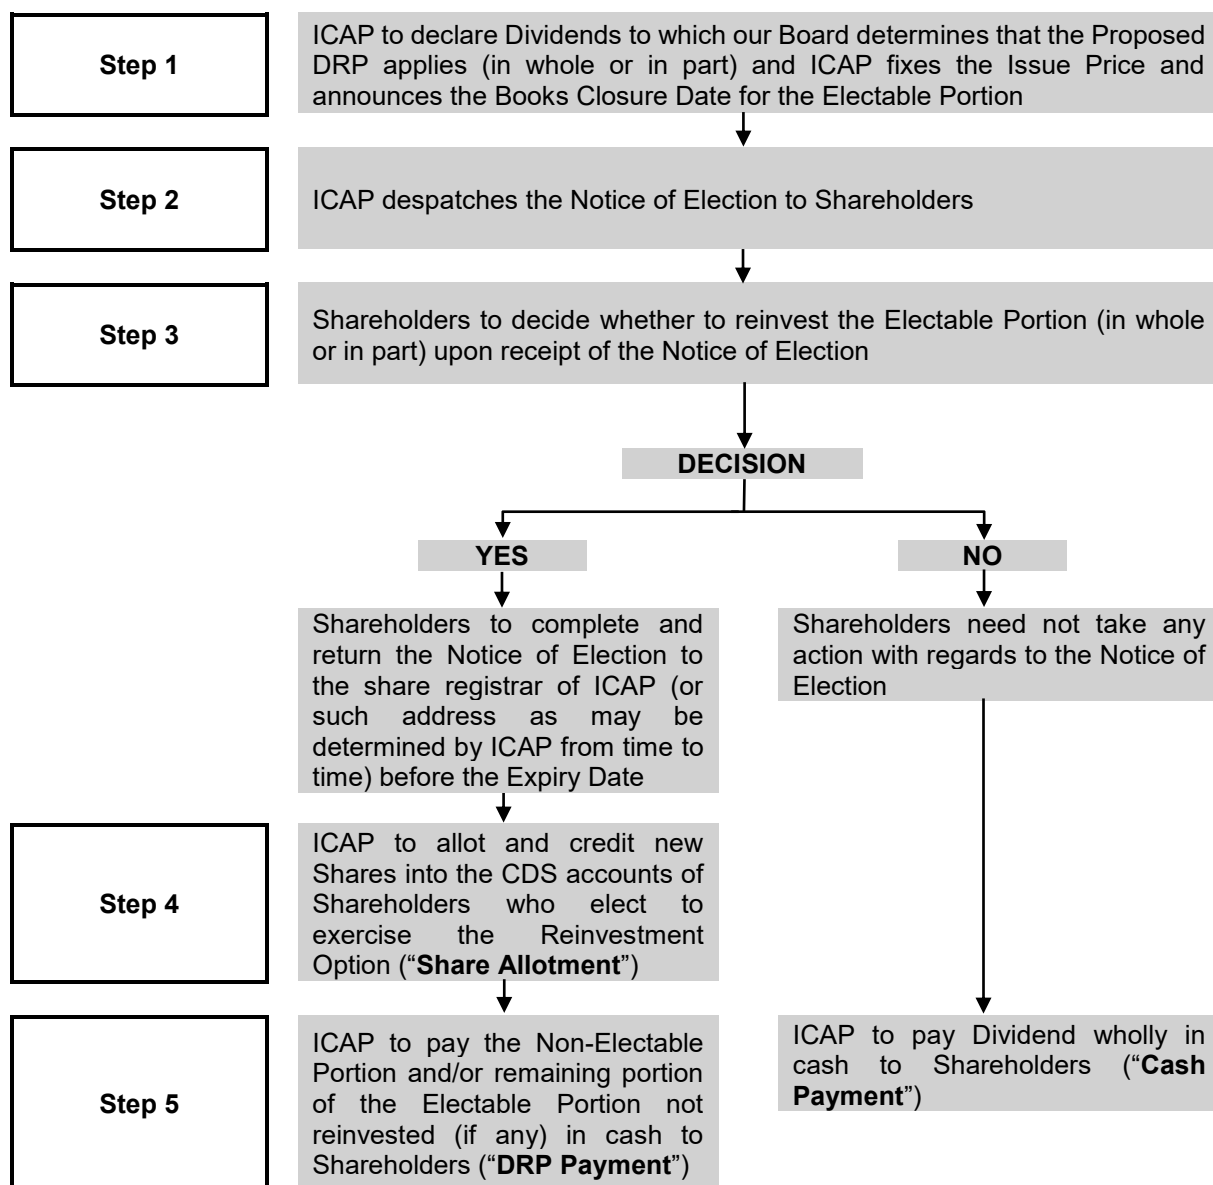 Step 1
ICAP to declare Dividends to which our Board determines that the Proposed
DRP applies (in whole or in part) and ICAP fixes the Issue Price and
announces the Books Closure Date for the Electable Portion
Step 2
ICAP despatches the Notice of Election to Shareholders
Step 3
Shareholders to decide whether to reinvest the Electable Portion (in whole
or in part) upon receipt of the Notice of Election
DECISION
YES
NO
Shareholders to complete and
return the Notice of Election to
the share registrar of ICAP (or
such address as may be
determined by ICAP from time to
time) before the Expiry Date
Shareholders need not take any
action with regards to the Notice of
Election
Step 4
ICAP to allot and credit new
Shares into the CDS accounts of
Shareholders who elect to
exercise the Reinvestment
Option (“Share Allotment”)
Step 5
ICAP to pay the Non-Electable
Portion and/or remaining portion
of the Electable Portion not
reinvested (if any) in cash to
Shareholders (“DRP Payment”)
ICAP to pay Dividend wholly in
cash to Shareholders (“Cash
Payment”)